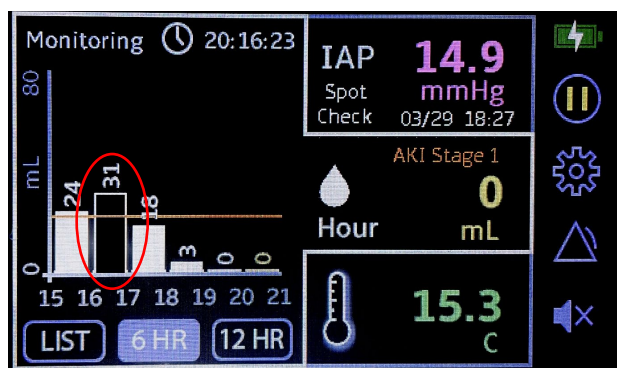 Monitoring 20:16:23
80
mL
0
24
31
18
3
0
0
15 16 17 18 19 20 21
LIST
6 HR
12 HR
IAP
Spot
Check
14.9
mmHg
03/29 18:27
AKI Stage 1
0
mL
Hour
15.3
C